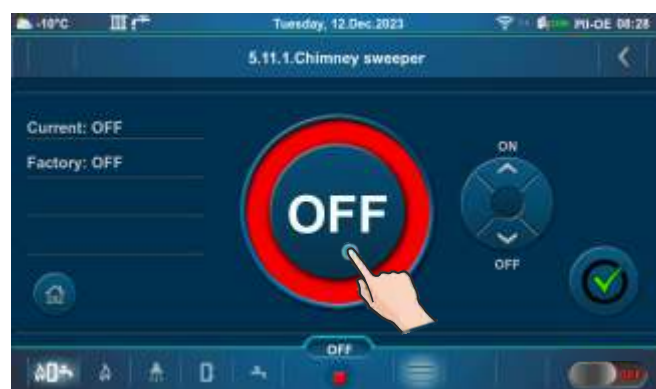 -10°C
Tuesday, 12.Dec.2023
08:28
5.11.1.Chimney sweeper
Current: OFF
Factory: OFF
OFF
ON
OFF
OFF
OFF